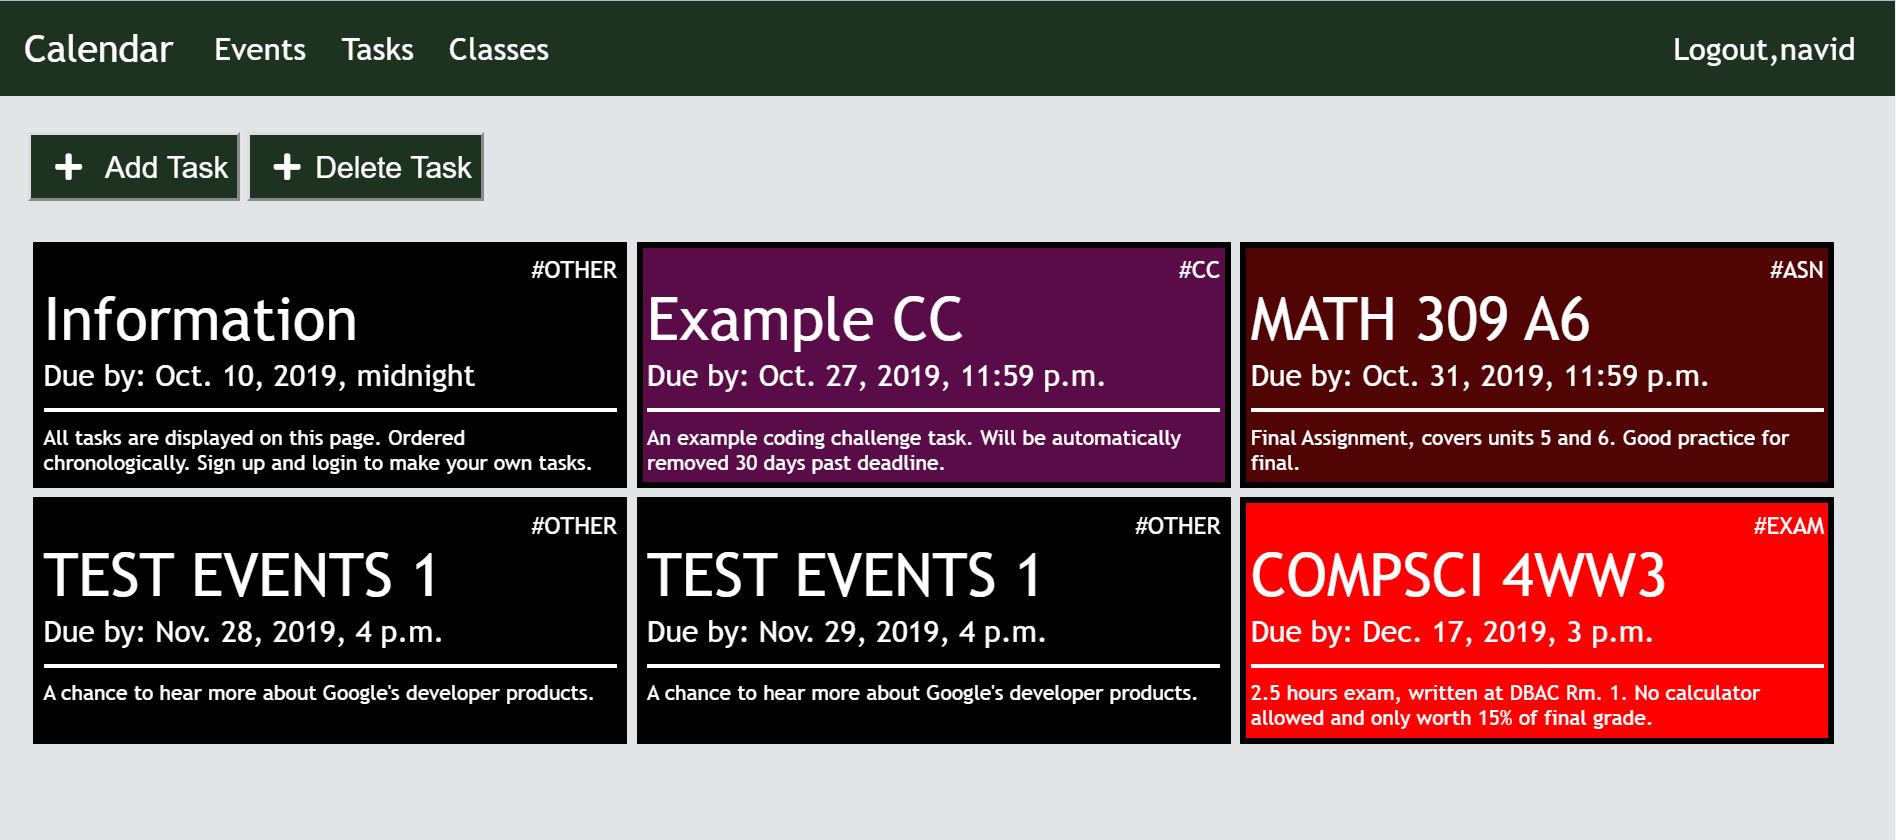 Calendar Events Tasks Classes Logout,navid
Add Task Delete Task
#OTHER
Information
Due by: Oct. 10, 2019, midnight
All tasks are displayed on this page. Ordered
chronologically. Sign up and login to make your own tasks.
#CC
Example CC
Due by: Oct. 27, 2019, 11:59 p.m.
An example coding challenge task. Will be automatically
removed 30 days past deadline.
#ASN
MATH 309 A6
Due by: Oct. 31, 2019, 11:59 p.m.
Final Assignment, covers units 5 and 6. Good practice for
final.
#OTHER
TEST EVENTS 1
Due by: Nov. 28, 2019, 4 p.m.
A chance to hear more about Google's developer products.
#OTHER
TEST EVENTS 1
Due by: Nov. 29, 2019, 4 p.m.
A chance to hear more about Google's developer products.
#EXAM
COMPSCI 4WW3
Due by: Dec. 17, 2019, 3 p.m.
2.5 hours exam, written at DBAC Rm. 1. No calculator
allowed and only worth 15% of final grade.